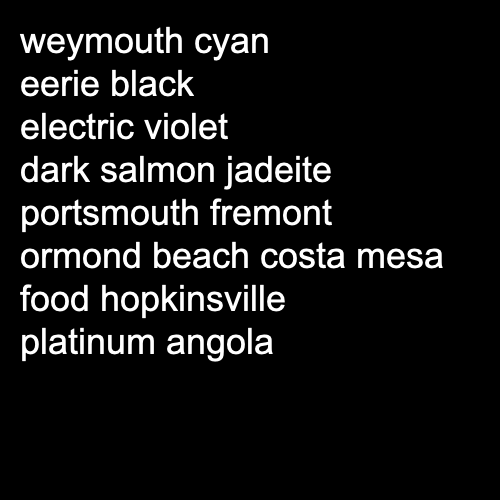 weymouth cyan
eerie black
electric violet
dark salmon jadeite
portsmouth fremont
ormond beach costa mesa
food hopkinsville
platinum angola